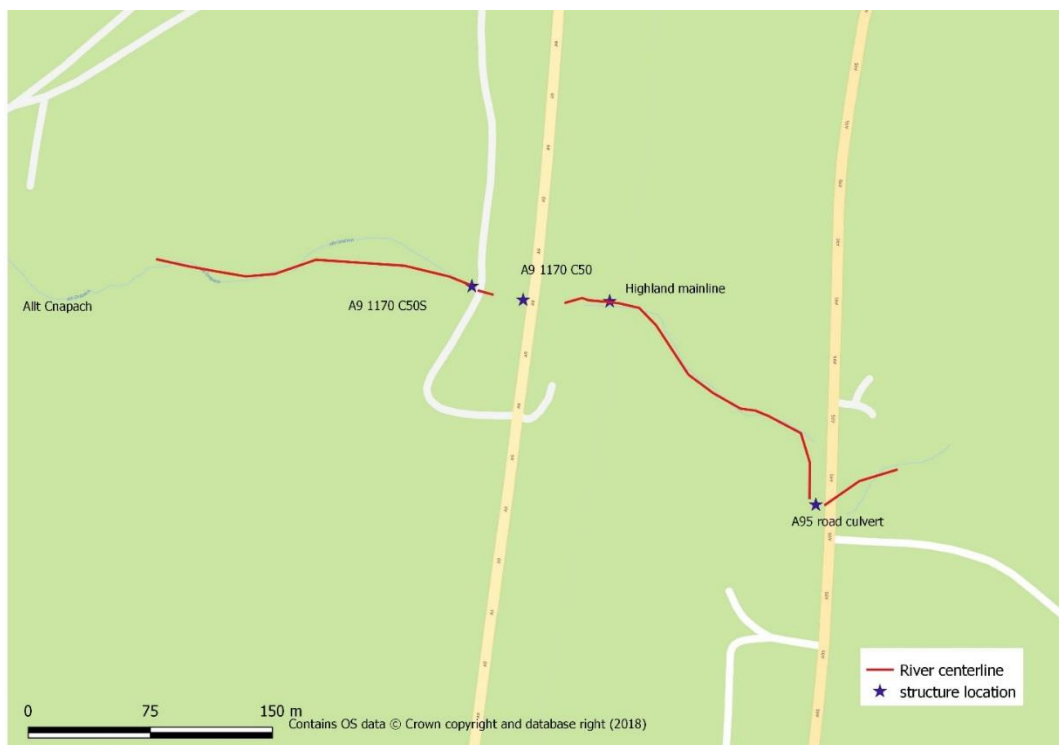 A9 1170 C50
Highland mainline
Allt Cnapach
A9 1170 C50S
A95 road culvert
River centerline
structure location
0 75 150 m
Contains OS data © Crown copyright and database right (2018)